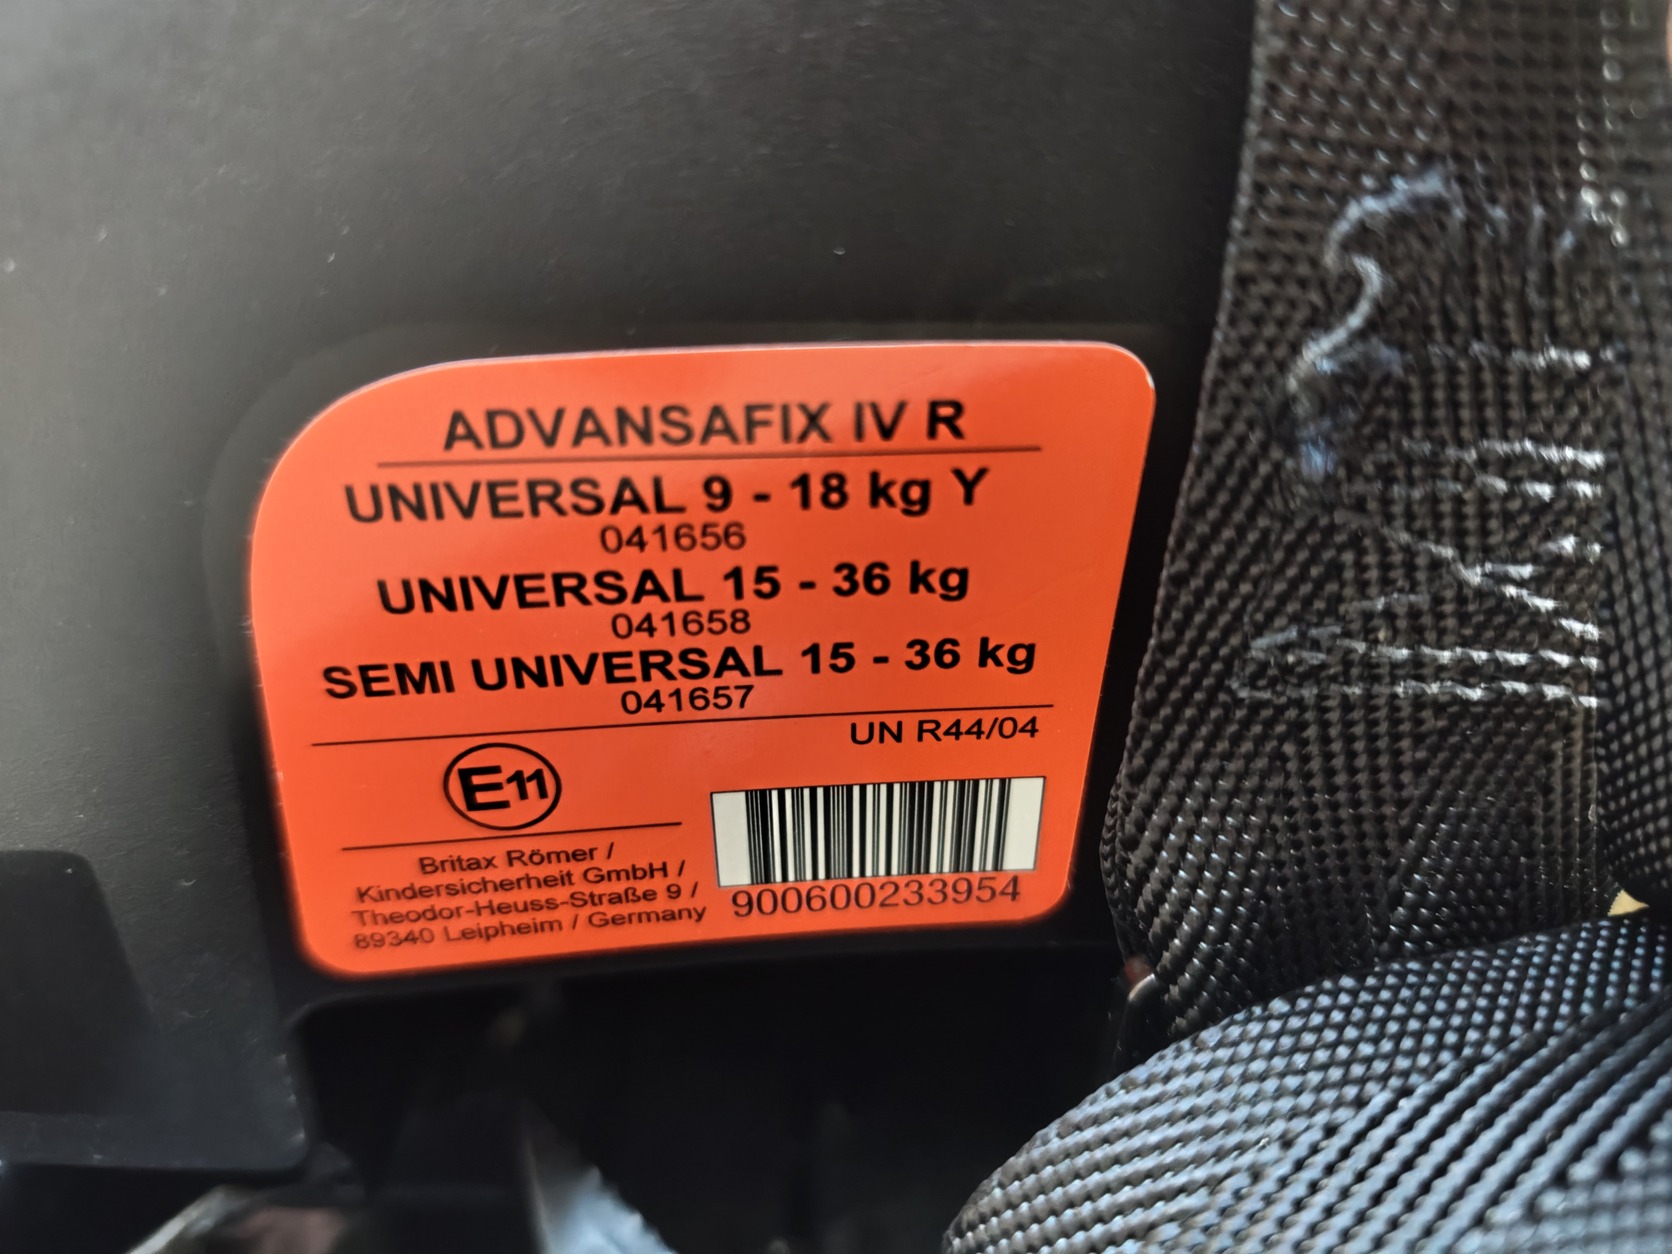 ADVANSAFIX IV R
UNIVERSAL 9 - 18 kg Y
041656
UNIVERSAL 15 - 36 kg
041658
SEMI UNIVERSAL 15 - 36 kg
041657
UN R44/04
E11
Britax Römer /
Kindersicherheit GmbH /
Theodor-Heuss-Straße 9 /
89340 Leipheim / Germany
900600233954